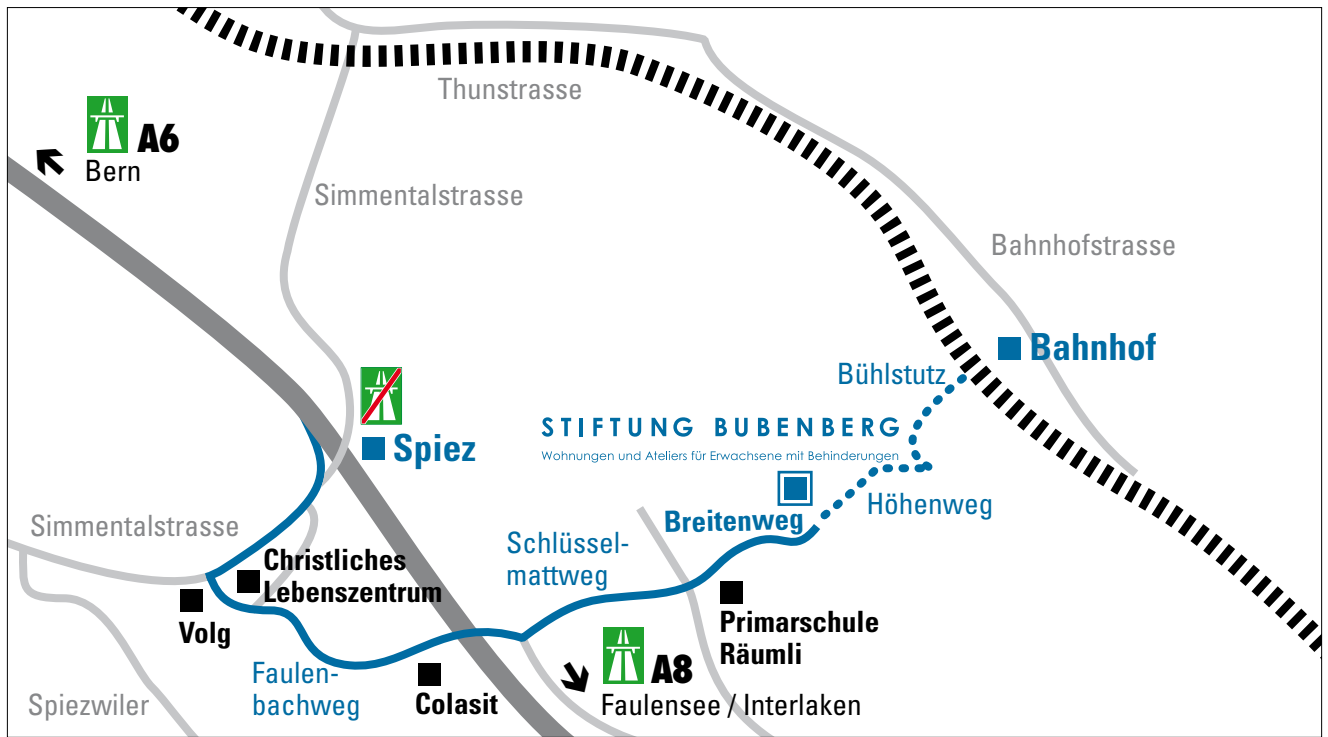 Thunstrasse
A6
Bern
Simmentalstrasse
Bahnhofstrasse
Bahnhof
Bühlstutz
STIFTUNG BUBENBERG
Wohnungen und Ateliers für Erwachsene mit Behinderungen
Spiez
Höhenweg
Breitenweg
Simmentalstrasse
Schlüssel-
mattweg
Christliches
Lebenszentrum
Volg
Primarschule
Räumli
Faulen-
bachweg
Colasit
A8
Faulensee / Interlaken
Spiezwiler